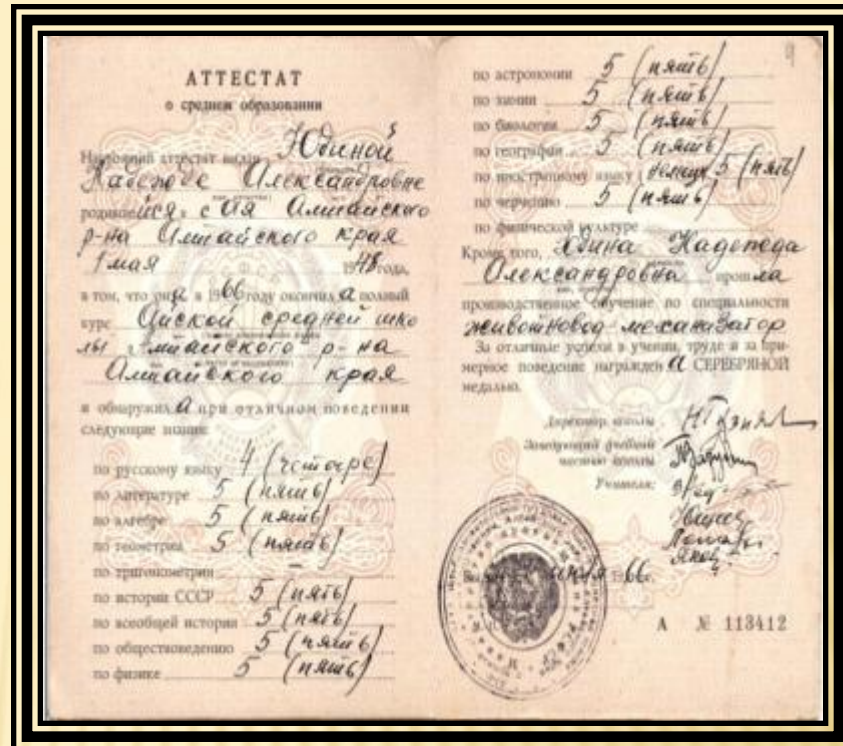 АТТЕСТАТ
о среднем образовании
Настоящий аттестат выдан Юдиной
Надежде Александровне
родившейся в с Ая Алтайского
р-на Алтайского края
1 мая 1948 года,
в том, что она в 1966 году окончила полный
курс Айской средней шко
лы Алтайского р-на
Алтайского края
и обнаружила при отличном поведении
следующие знания:
по русскому языку 4 (четыре)
по литературе 5 (пять)
по алгебре 5 (пять)
по геометрии 5 (пять)
по тригонометрии –
по истории СССР 5 (пять)
по всеобщей истории 5 (пять)
по обществоведению 5 (пять)
по физике 5 (пять)
9
по астрономии 5 (пять)
по химии 5 (пять)
по биологии 5 (пять)
по географии 5 (пять)
по иностранному языку (немецк 5 (пять)
по черчению 5 (пять)
по физической культуре
Кроме того, Юдина Надежда
Александровна прошла
производственное обучение по специальности
животновод-механизатор
За отличные успехи в учении, труде и за при-
мерное поведение награждена СЕРЕБРЯНОЙ
медалью.
Директор школы
Заведующий учебной
частью школы
Учителя:
66 г.
А № 113412